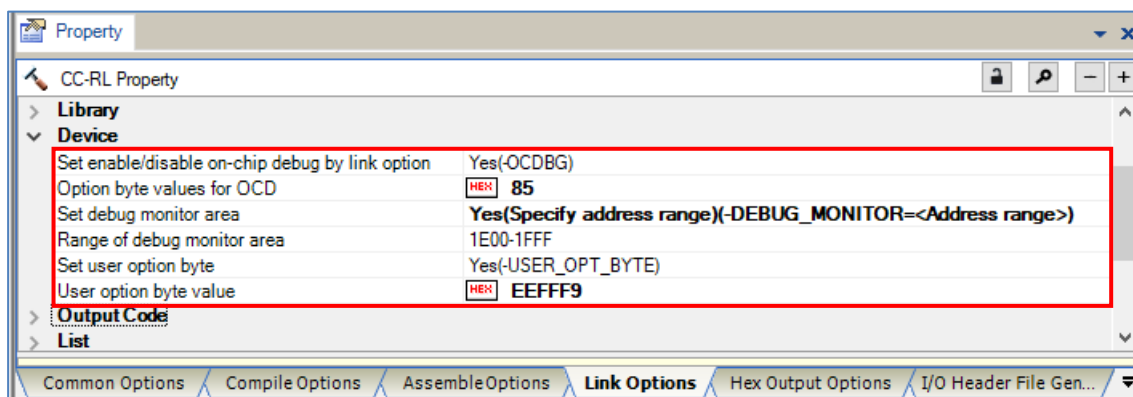 Property
CC-RL Property
Library
Device
Set enable/disable on-chip debug by link option Yes(-OCDBG)
Option byte values for OCD HEX 85
Set debug monitor area Yes(Specify address range)(-DEBUG_MONITOR=<Address range>)
Range of debug monitor area 1E00-1FFF
Set user option byte Yes(-USER_OPT_BYTE)
User option byte value HEX EEFFF9
Output Code
List
Common Options Compile Options Assemble Options Link Options Hex Output Options I/O Header File Gen...